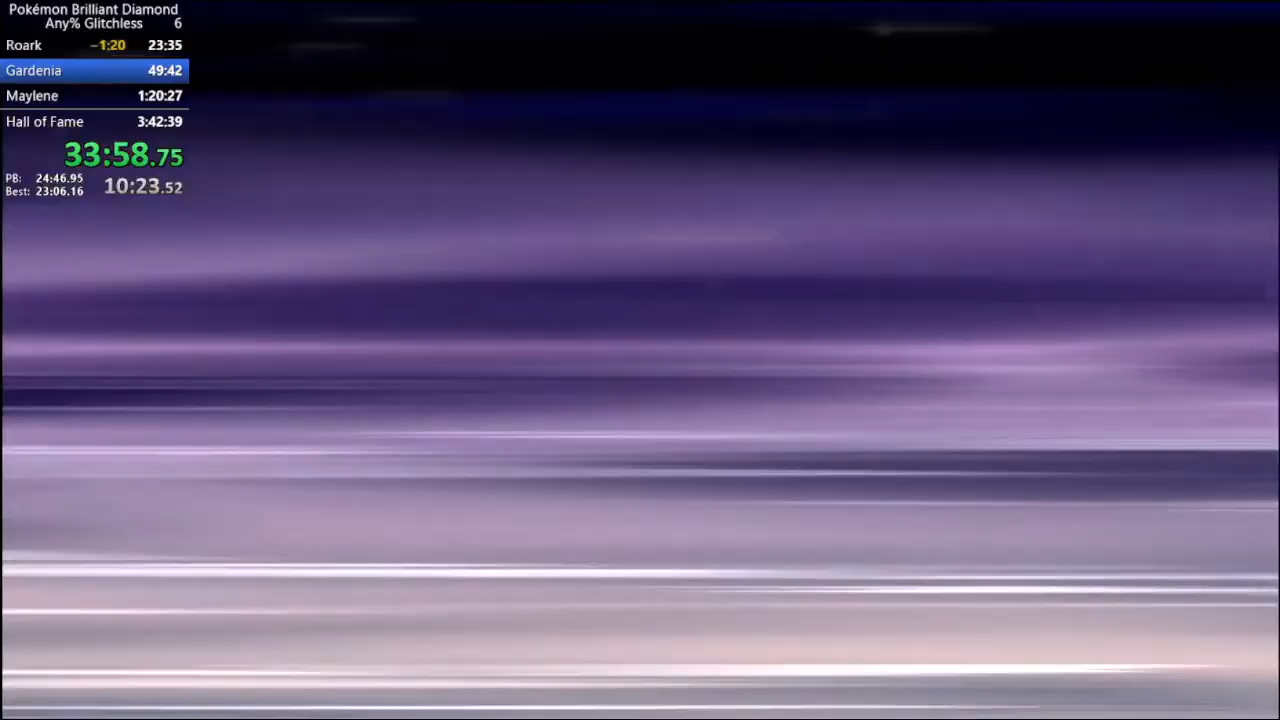 Pokémon Brilliant Diamond
Any% Glitchless 6
Roark −1:20 23:35
Gardenia 49:42
Maylene 1:20:27
Hall of Fame 3:42:39
33:58.75
PB: 24:46.95
Best: 23:06.16 10:23.52